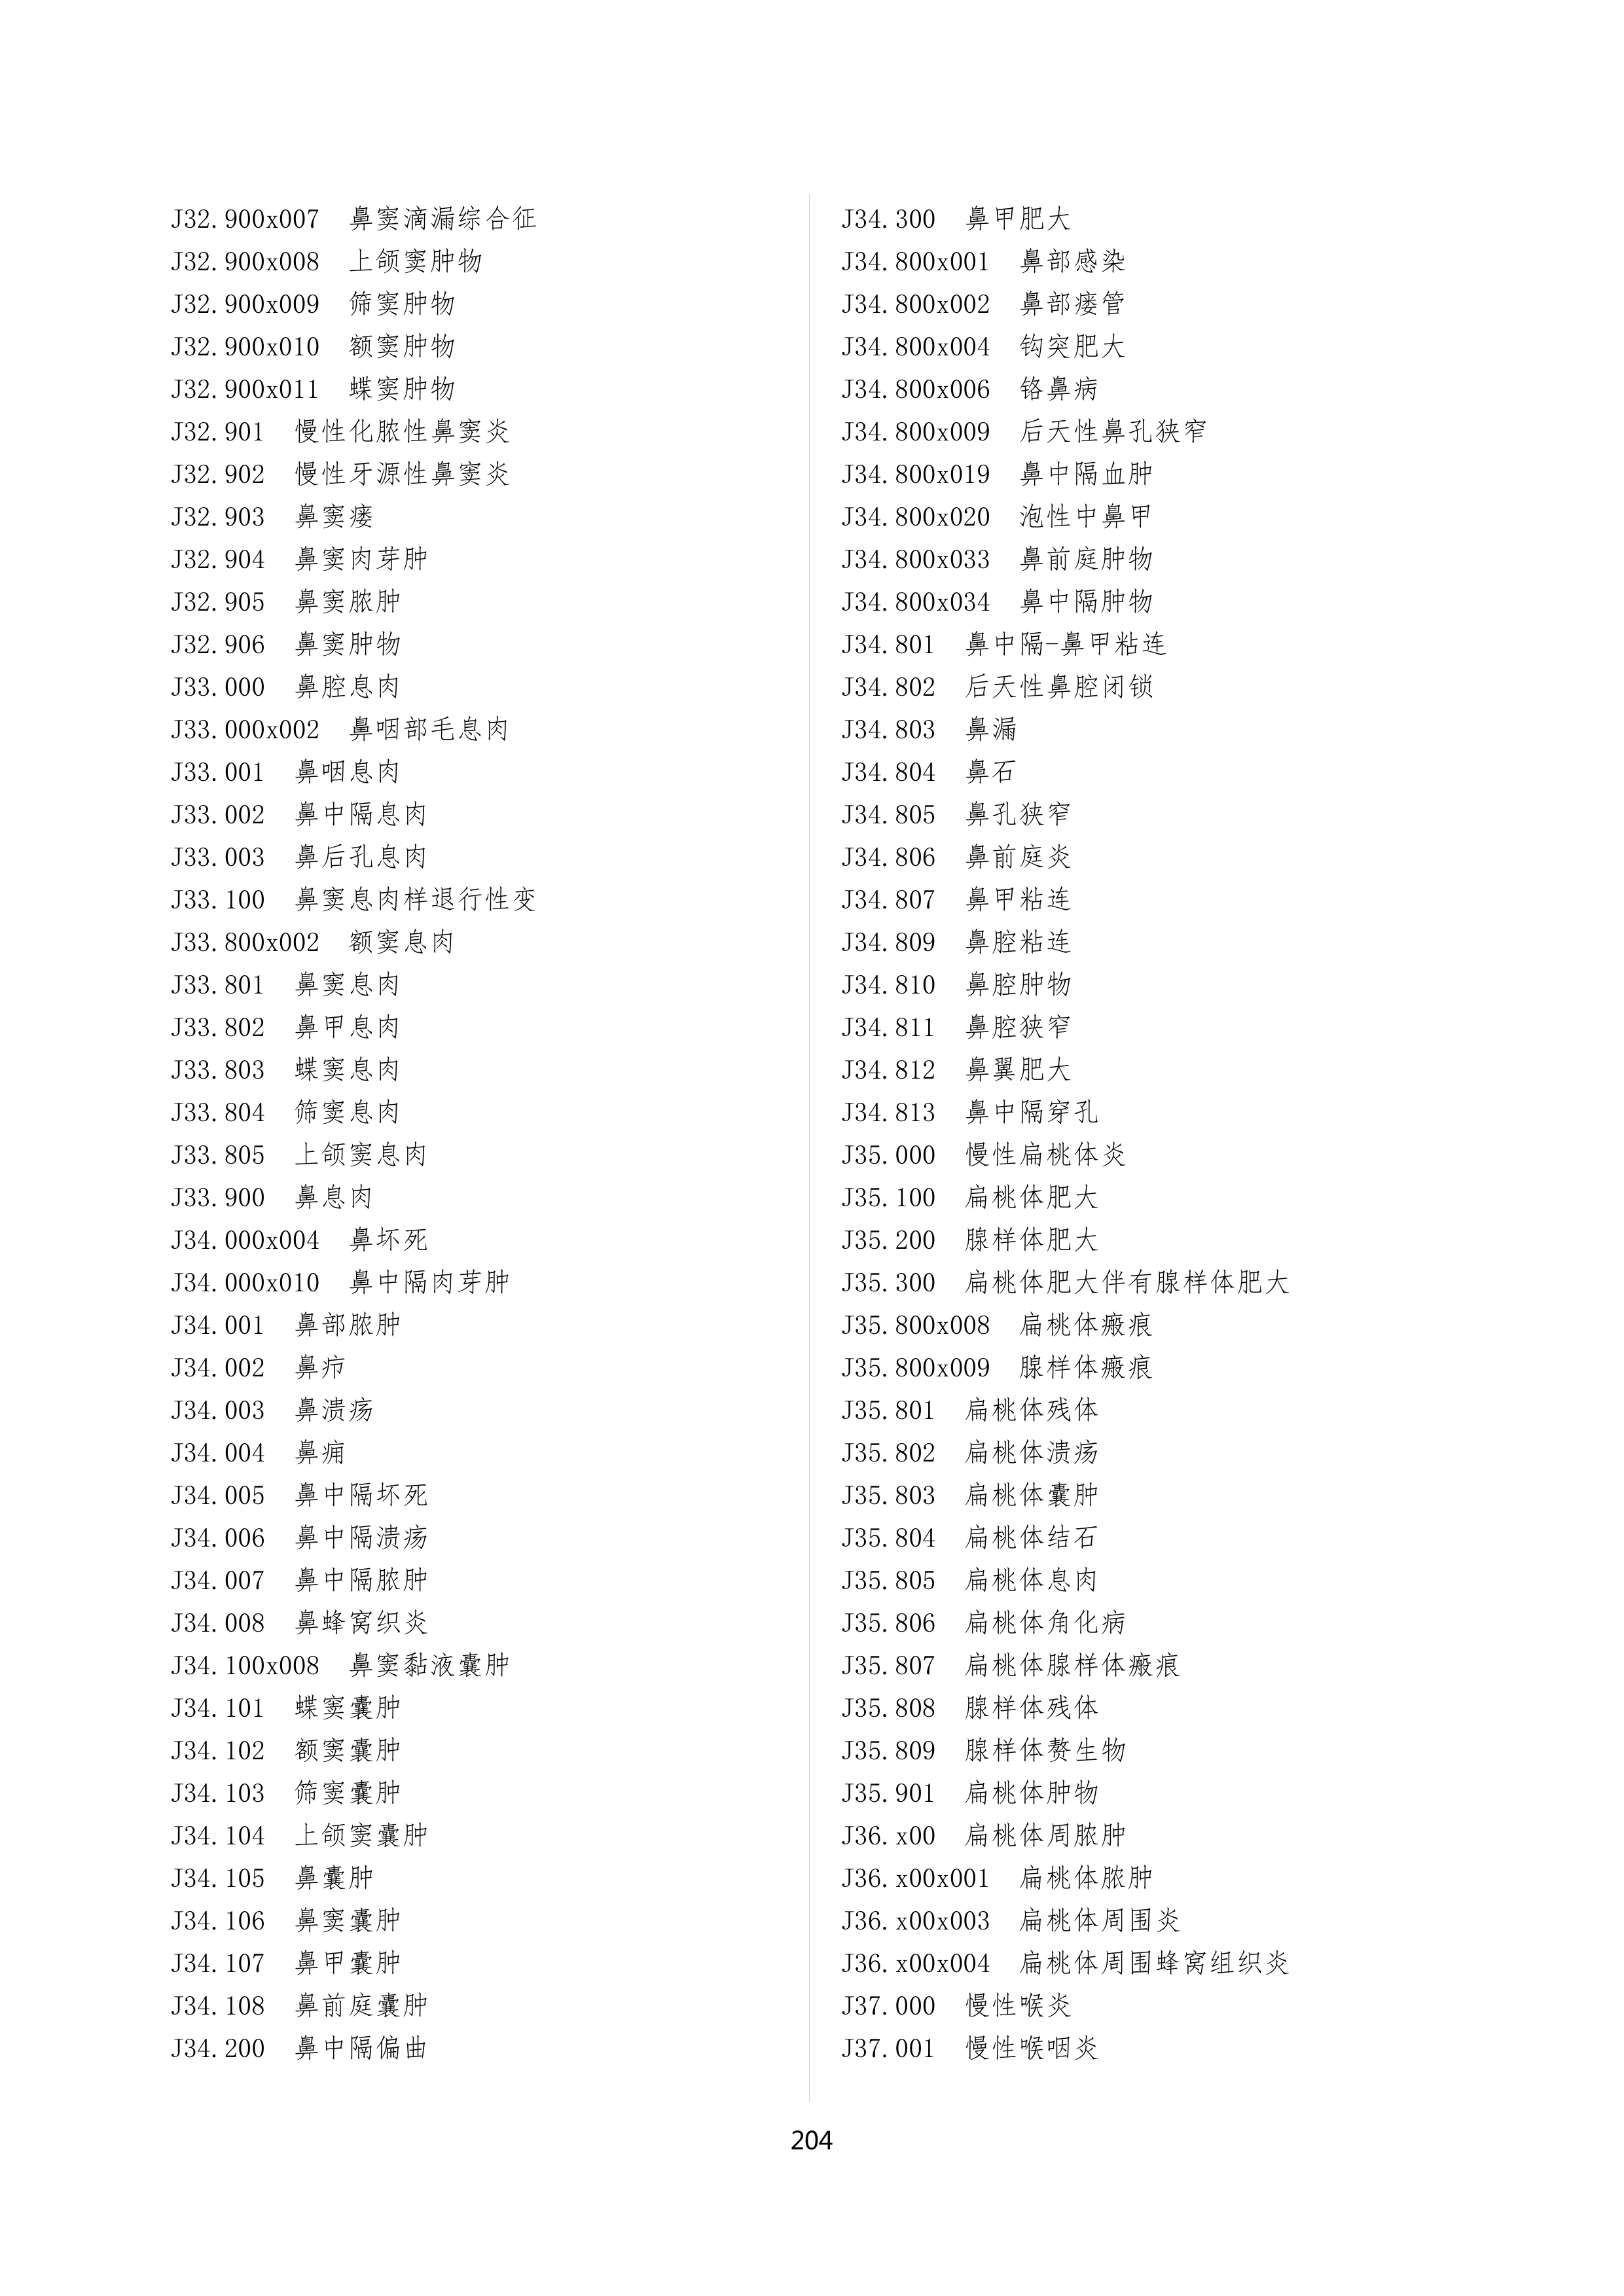 J32.900x007 鼻窦滴漏综合征
J32.900x008 上颌窦肿物
J32.900x009 筛窦肿物
J32.900x010 额窦肿物
J32.900x011 蝶窦肿物
J32.901 慢性化脓性鼻窦炎
J32.902 慢性牙源性鼻窦炎
J32.903 鼻窦瘘
J32.904 鼻窦肉芽肿
J32.905 鼻窦脓肿
J32.906 鼻窦肿物
J33.000 鼻腔息肉
J33.000x002 鼻咽部毛息肉
J33.001 鼻咽息肉
J33.002 鼻中隔息肉
J33.003 鼻后孔息肉
J33.100 鼻窦息肉样退行性变
J33.800x002 额窦息肉
J33.801 鼻窦息肉
J33.802 鼻甲息肉
J33.803 蝶窦息肉
J33.804 筛窦息肉
J33.805 上颌窦息肉
J33.900 鼻息肉
J34.000x004 鼻坏死
J34.000x010 鼻中隔肉芽肿
J34.001 鼻部脓肿
J34.002 鼻疖
J34.003 鼻溃疡
J34.004 鼻痈
J34.005 鼻中隔坏死
J34.006 鼻中隔溃疡
J34.007 鼻中隔脓肿
J34.008 鼻蜂窝织炎
J34.100x008 鼻窦黏液囊肿
J34.101 蝶窦囊肿
J34.102 额窦囊肿
J34.103 筛窦囊肿
J34.104 上颌窦囊肿
J34.105 鼻囊肿
J34.106 鼻窦囊肿
J34.107 鼻甲囊肿
J34.108 鼻前庭囊肿
J34.200 鼻中隔偏曲
J34.300 鼻甲肥大
J34.800x001 鼻部感染
J34.800x002 鼻部瘘管
J34.800x004 钩突肥大
J34.800x006 铬鼻病
J34.800x009 后天性鼻孔狭窄
J34.800x019 鼻中隔血肿
J34.800x020 泡性中鼻甲
J34.800x033 鼻前庭肿物
J34.800x034 鼻中隔肿物
J34.801 鼻中隔-鼻甲粘连
J34.802 后天性鼻腔闭锁
J34.803 鼻漏
J34.804 鼻石
J34.805 鼻孔狭窄
J34.806 鼻前庭炎
J34.807 鼻甲粘连
J34.809 鼻腔粘连
J34.810 鼻腔肿物
J34.811 鼻腔狭窄
J34.812 鼻翼肥大
J34.813 鼻中隔穿孔
J35.000 慢性扁桃体炎
J35.100 扁桃体肥大
J35.200 腺样体肥大
J35.300 扁桃体肥大伴有腺样体肥大
J35.800x008 扁桃体瘢痕
J35.800x009 腺样体瘢痕
J35.801 扁桃体残体
J35.802 扁桃体溃疡
J35.803 扁桃体囊肿
J35.804 扁桃体结石
J35.805 扁桃体息肉
J35.806 扁桃体角化病
J35.807 扁桃体腺样体瘢痕
J35.808 腺样体残体
J35.809 腺样体赘生物
J35.901 扁桃体肿物
J36.x00 扁桃体周脓肿
J36.x00x001 扁桃体脓肿
J36.x00x003 扁桃体周围炎
J36.x00x004 扁桃体周围蜂窝组织炎
J37.000 慢性喉炎
J37.001 慢性喉咽炎
204